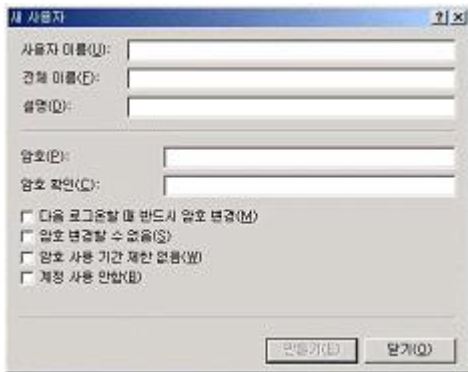 새 사용자
사용자 이름(U):
전체 이름(F):
설명(D):
암호(P):
암호 확인(C):
다음 로그온할 때 반드시 암호 변경(M)
암호 변경할 수 없음(S)
암호 사용 기간 제한 없음(W)
계정 사용 안함(B)
만들기(E) 닫기(O)